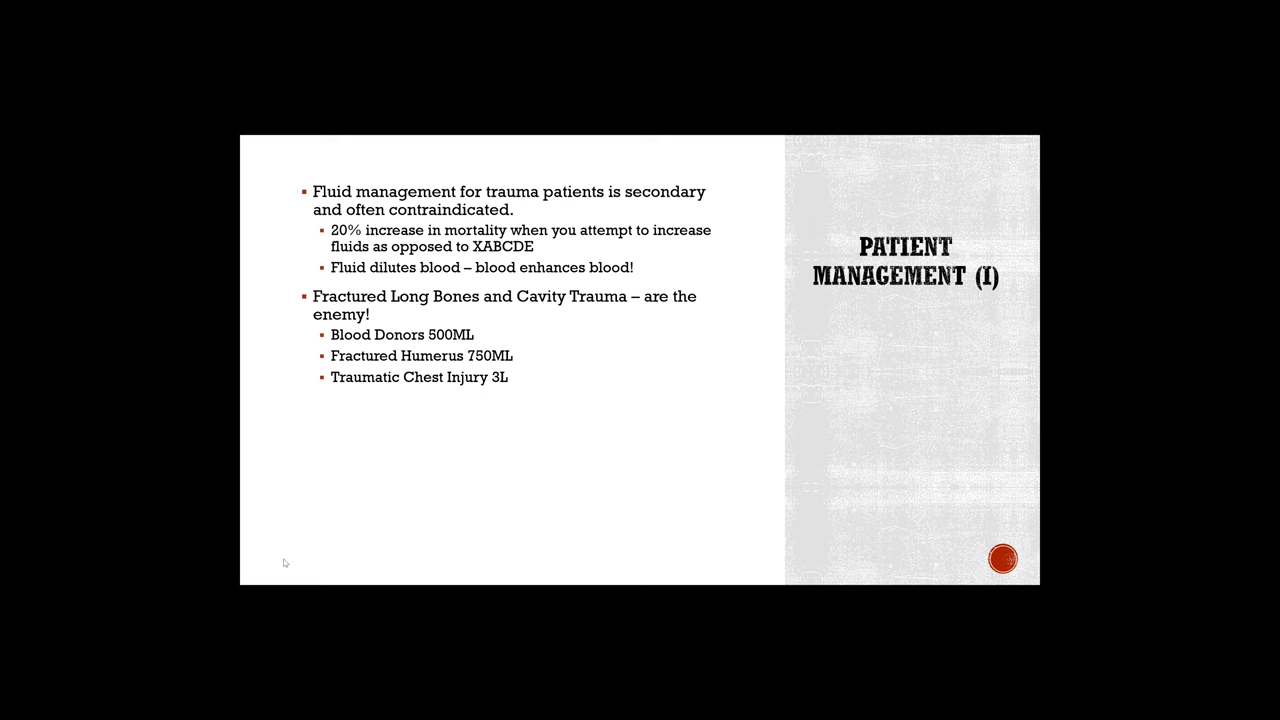 Fluid management for trauma patients is secondary
and often contraindicated.
20% increase in mortality when you attempt to increase
fluids as opposed to XABCDE
Fluid dilutes blood – blood enhances blood!
Fractured Long Bones and Cavity Trauma – are the
enemy!
Blood Donors 500ML
Fractured Humerus 750ML
Traumatic Chest Injury 3L
PATIENT
MANAGEMENT (I)